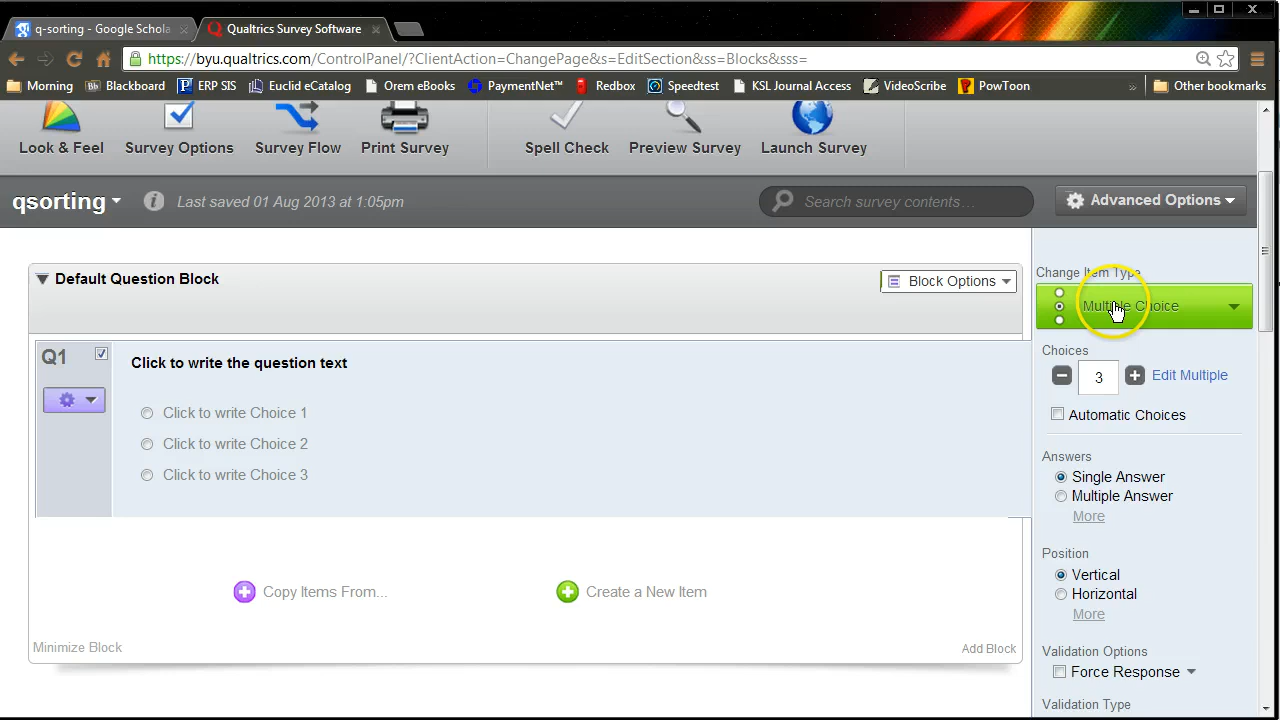 q-sorting - Google Schola
Qualtrics Survey Software
https://byu.qualtrics.com/ControlPanel/?ClientAction=ChangePage&s=EditSection&ss=Blocks&sss=
Morning
Bb Blackboard
P ERP SIS
Euclid eCatalog
Orem eBooks
PaymentNet™
Redbox
Speedtest
KSL Journal Access
VideoScribe
PowToon
»
Other bookmarks
Look & Feel
Survey Options
Survey Flow
Print Survey
Spell Check
Preview Survey
Launch Survey
qsorting
i
Last saved 01 Aug 2013 at 1:05pm
Search survey contents…
Advanced Options
Default Question Block
Block Options
Q1
Click to write the question text
Click to write Choice 1
Click to write Choice 2
Click to write Choice 3
Copy Items From...
Create a New Item
Minimize Block
Add Block
Change Item Type
Multiple Choice
Choices
3
Edit Multiple
Automatic Choices
Answers
Single Answer
Multiple Answer
More
Position
Vertical
Horizontal
More
Validation Options
Force Response
Validation Type